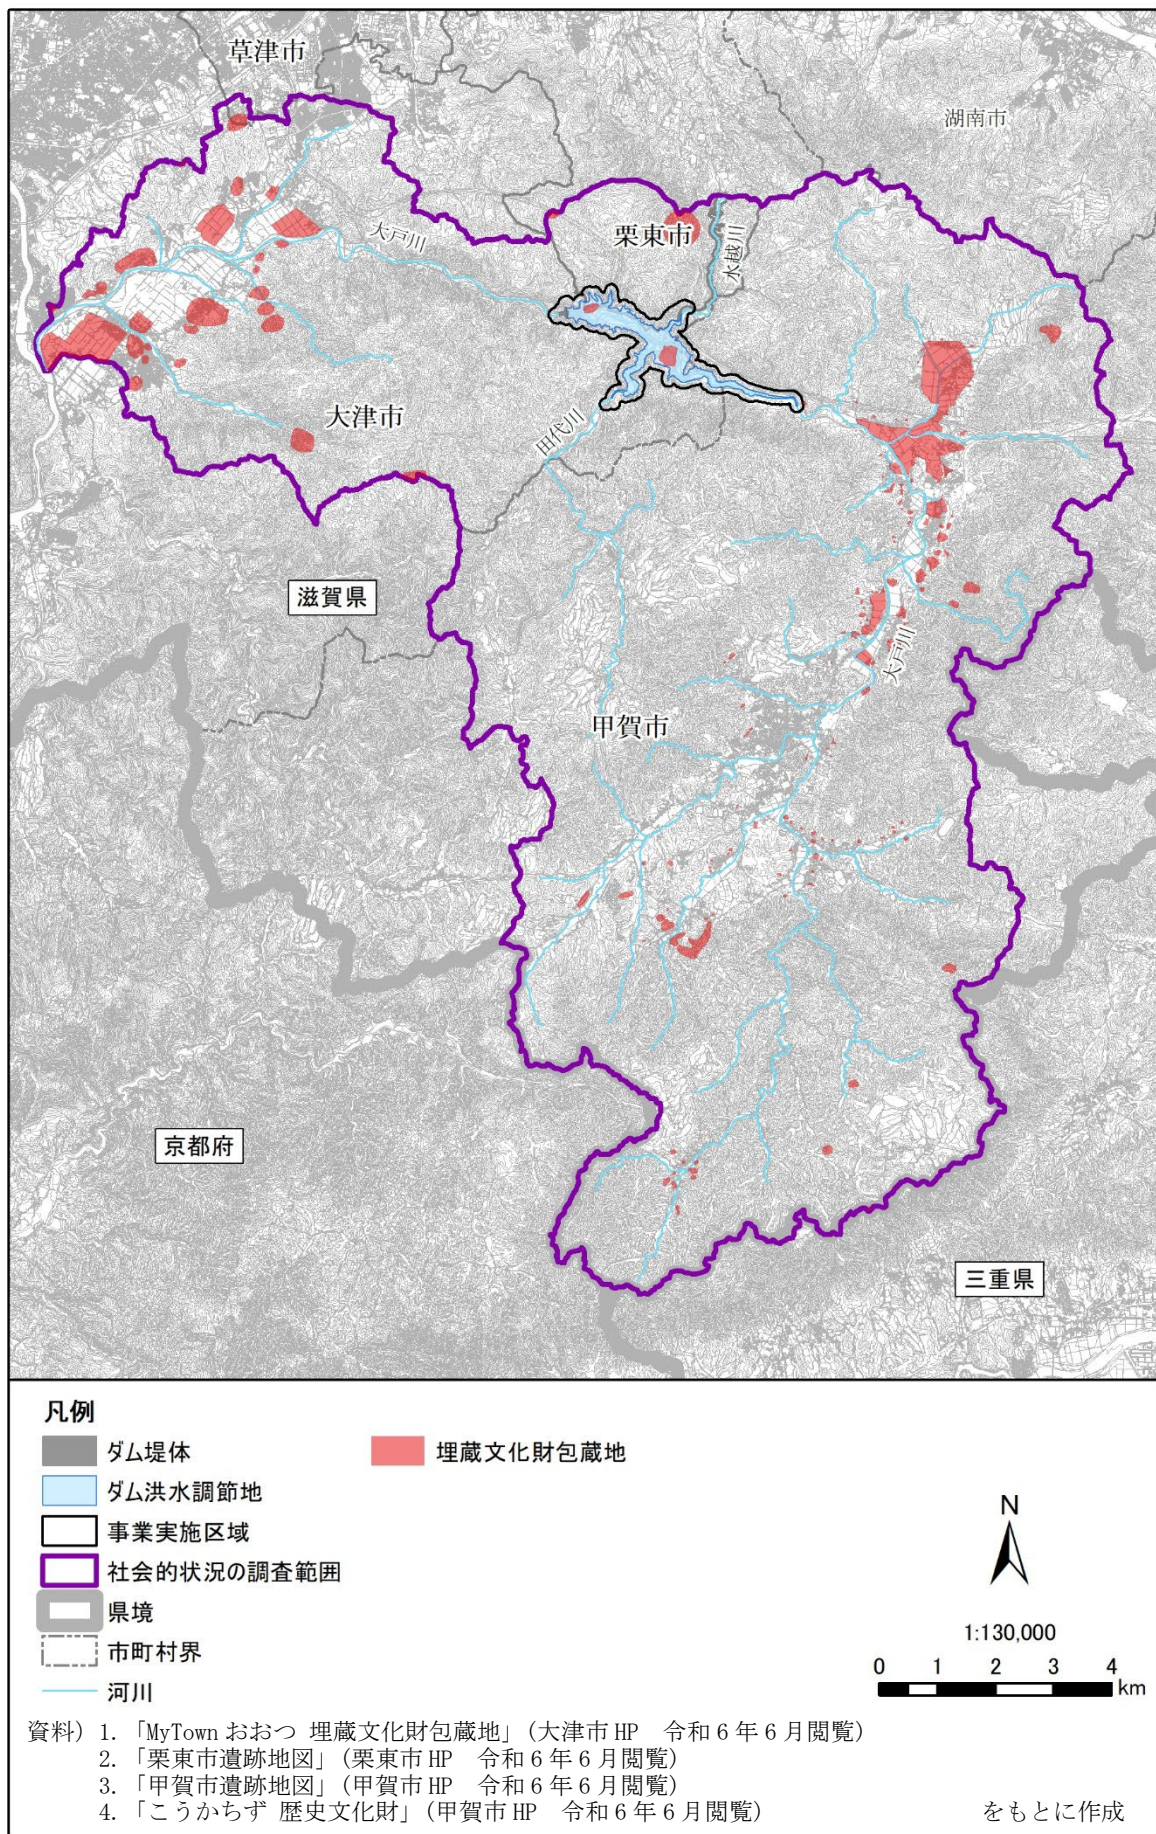 草津市
湖南市
栗東市
大戸川
水越川
大津市
田代川
滋賀県
大戸川
甲賀市
京都府
三重県
凡例
ダム堤体
埋蔵文化財包蔵地
ダム洪水調節地
事業実施区域
社会的状況の調査範囲
県境
市町村界
河川
N
1:130,000
0 1 2 3 4
km
資料) 1. 「MyTown おおつ 埋蔵文化財包蔵地」(大津市 HP 令和 6 年 6 月閲覧)
2. 「栗東市遺跡地図」(栗東市 HP 令和 6 年 6 月閲覧)
3. 「甲賀市遺跡地図」(甲賀市 HP 令和 6 年 6 月閲覧)
4. 「こうかちず 歴史文化財」(甲賀市 HP 令和 6 年 6 月閲覧) をもとに作成